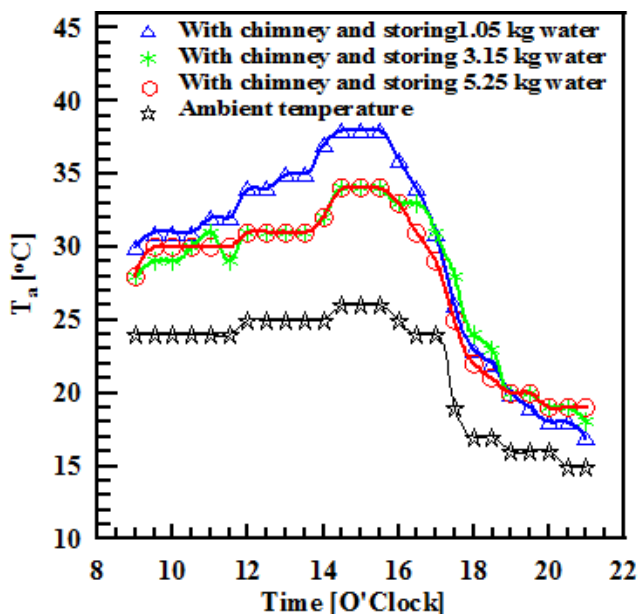 With chimney and storing1.05 kg water
With chimney and storing 3.15 kg water
With chimney and storing 5.25 kg water
Ambient temperature
45
40
35
30
25
20
15
10
Tₐ [ºC]
8 10 12 14 16 18 20 22
Time [O'Clock]